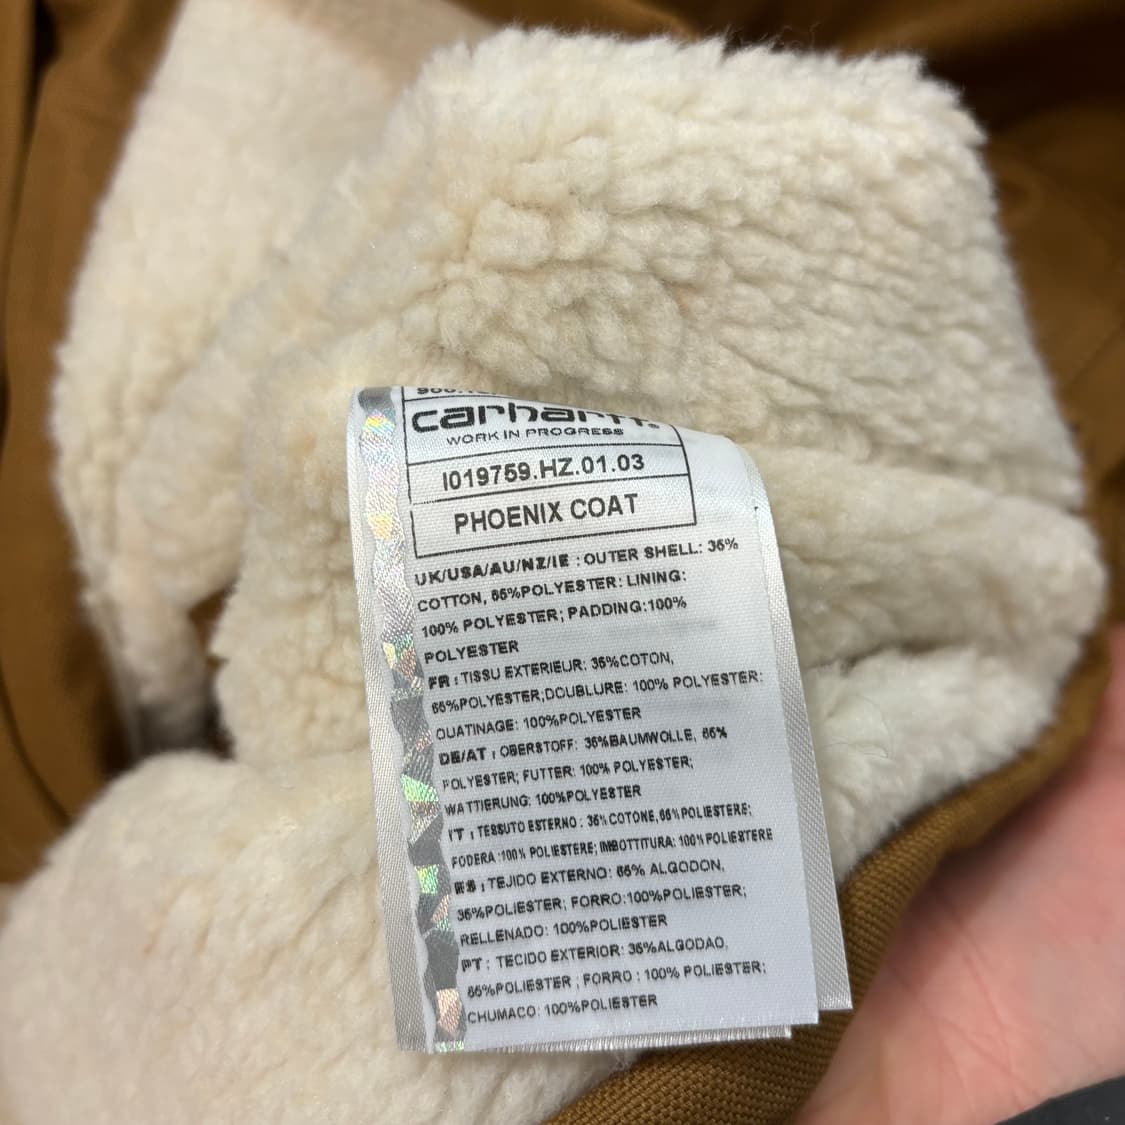 carhartt®
WORK IN PROGRESS
I019759.HZ.01.03
PHOENIX COAT
UK/USA/AU/NZ/IE : OUTER SHELL: 35%
COTTON, 65%POLYESTER: LINING:
100% POLYESTER; PADDING:100%
POLYESTER
FR : TISSU EXTERIEUR: 35%COTON,
65%POLYESTER,DOUBLURE: 100% POLYESTER:
OUATINAGE: 100%POLYESTER
DE/AT : OBERSTOFF: 35%BAUMWOLLE, 65%
POLYESTER; FUTTER: 100% POLYESTER;
WATTIERUNG: 100%POLYESTER
IT : TESSUTO ESTERNO : 35%COTONE,65%POLIESTERE;
FODERA :100% POLIESTERE; IMBOTTITURA: 100%POLIESTERE
ES : TEJIDO EXTERNO: 65% ALGODON,
35%POLIESTER; FORRO:100%POLIESTER;
RELLENADO: 100%POLIESTER
PT : TECIDO EXTERIOR: 35%ALGODAO,
65%POLIESTER ; FORRO : 100% POLIESTER;
CHUMACO: 100%POLIESTER